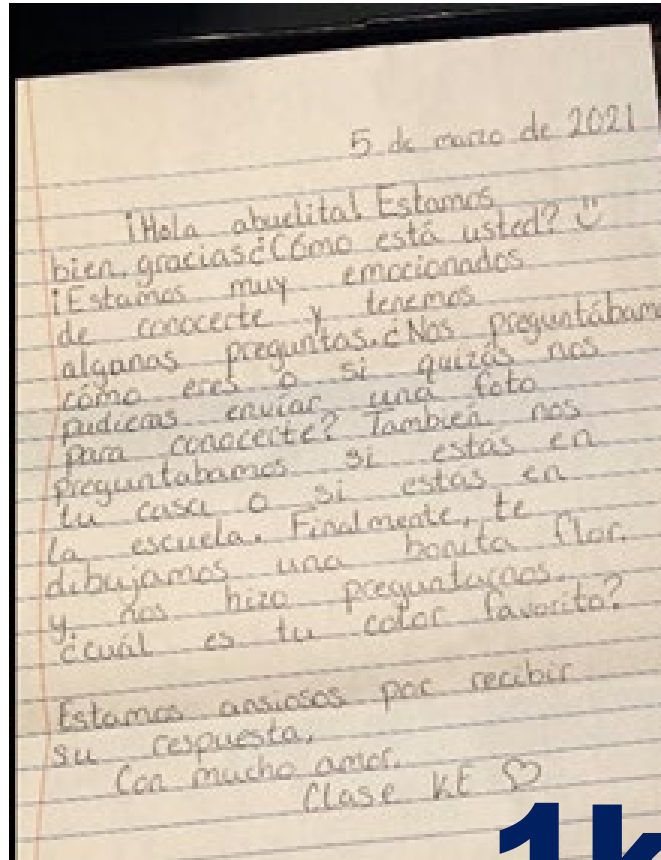 5 de marzo de 2021
¡Hola abuelita! Estamos
bien, gracias ¿Cómo está usted? ü
¡Estamos muy emocionados
de conocerte y tenemos
algunas preguntas. ¿Nos preguntábamo
cómo eres o si quizás nos
pudieras enviar una foto
para conocerte? También nos
preguntabamos si estas en
tu casa o si estas en
la escuela. Finalmente, te
dibujamos una bonita flor.
y nos hizo preguntarnos.
¿cuál es tu color favorito?
Estamos ansiosos por recibir
su respuesta,
Con mucho amor,
Clase KE ♡
1k